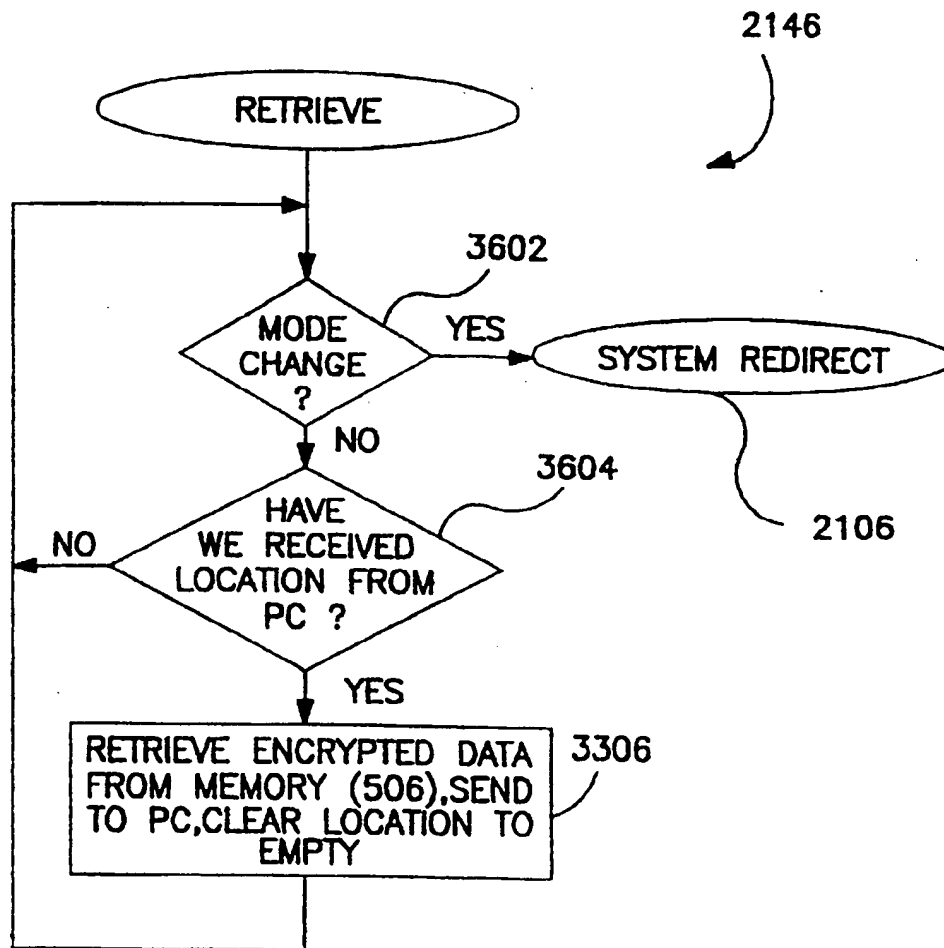 2146
RETRIEVE
3602
MODE
CHANGE
?
YES
SYSTEM REDIRECT
NO
2106
3604
HAVE
WE RECEIVED
LOCATION FROM
PC ?
NO
YES
3306
RETRIEVE ENCRYPTED DATA
FROM MEMORY (506),SEND
TO PC,CLEAR LOCATION TO
EMPTY